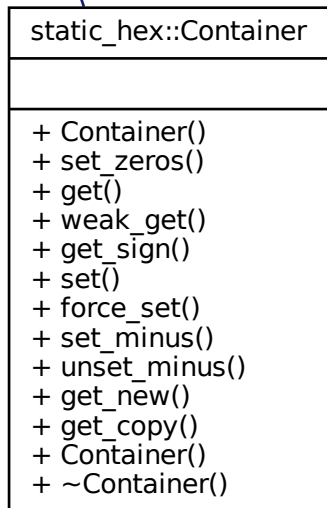 static_hex::Container
+ Container()
+ set_zeros()
+ get()
+ weak_get()
+ get_sign()
+ set()
+ force_set()
+ set_minus()
+ unset_minus()
+ get_new()
+ get_copy()
+ Container()
+ ~Container()